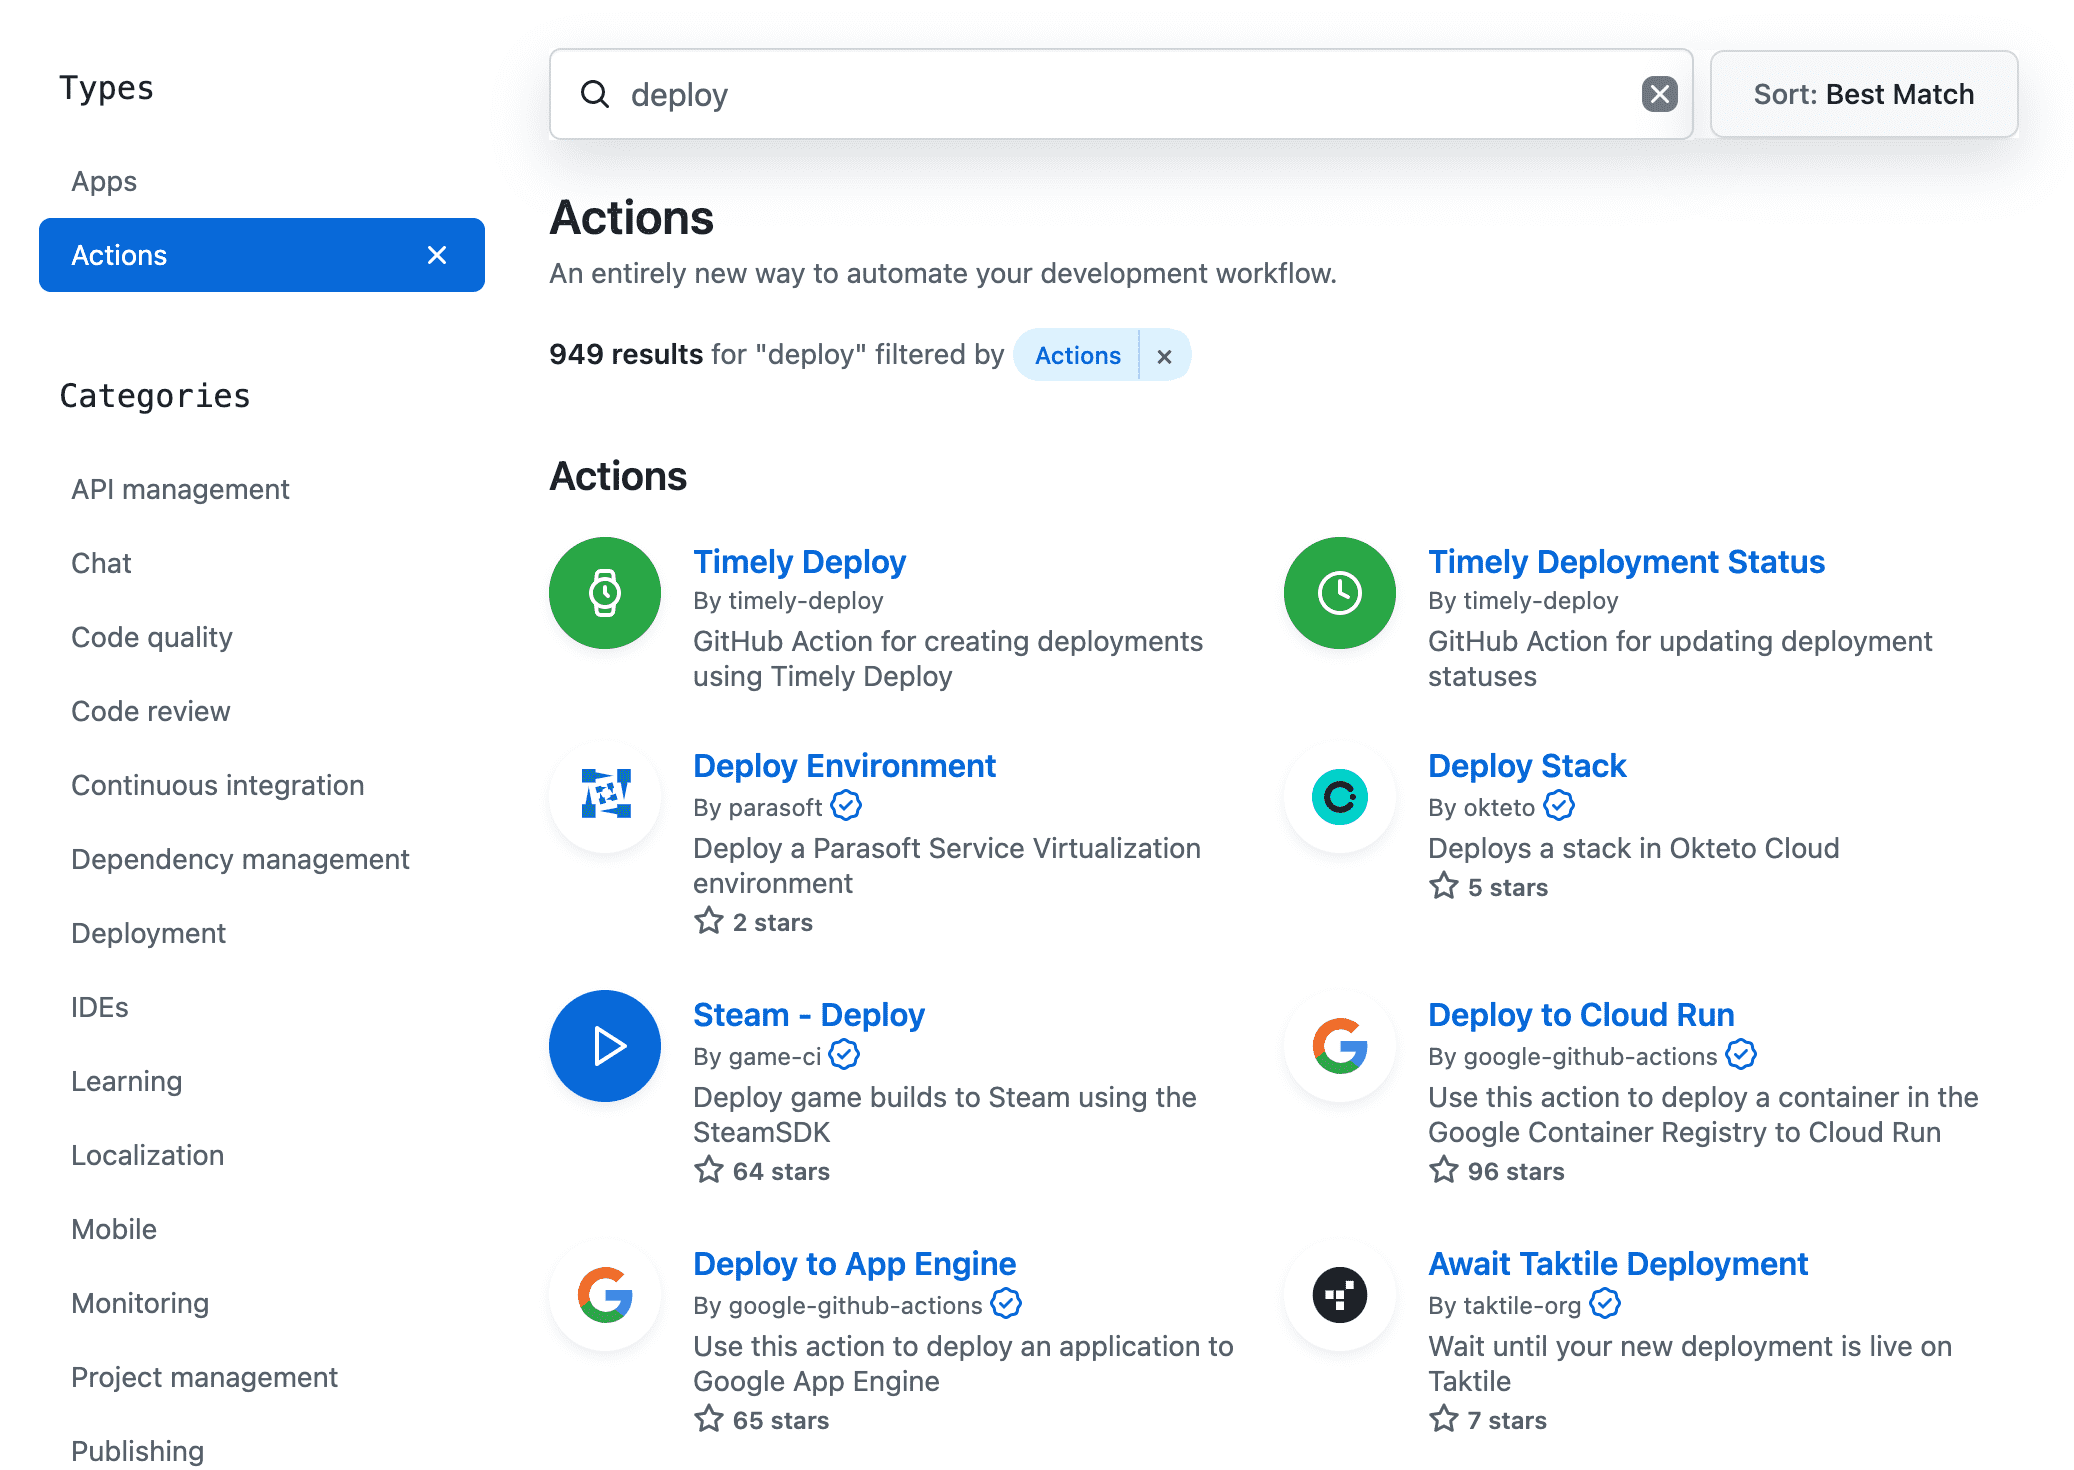 Types
Apps
Actions
Categories
API management
Chat
Code quality
Code review
Continuous integration
Dependency management
Deployment
IDEs
Learning
Localization
Mobile
Monitoring
Project management
Publishing
deploy
Sort: Best Match
Actions
An entirely new way to automate your development workflow.
949 results for "deploy" filtered by Actions
Actions
Timely Deploy
By timely-deploy
GitHub Action for creating deployments
using Timely Deploy
Timely Deployment Status
By timely-deploy
GitHub Action for updating deployment
statuses
Deploy Environment
By parasoft
Deploy a Parasoft Service Virtualization
environment
2 stars
Deploy Stack
By okteto
Deploys a stack in Okteto Cloud
5 stars
Steam - Deploy
By game-ci
Deploy game builds to Steam using the
SteamSDK
64 stars
Deploy to Cloud Run
By google-github-actions
Use this action to deploy a container in the
Google Container Registry to Cloud Run
96 stars
Deploy to App Engine
By google-github-actions
Use this action to deploy an application to
Google App Engine
65 stars
Await Taktile Deployment
By taktile-org
Wait until your new deployment is live on
Taktile
7 stars